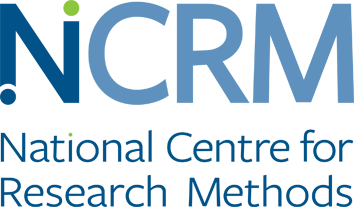 NCRM
National Centre for
Research Methods